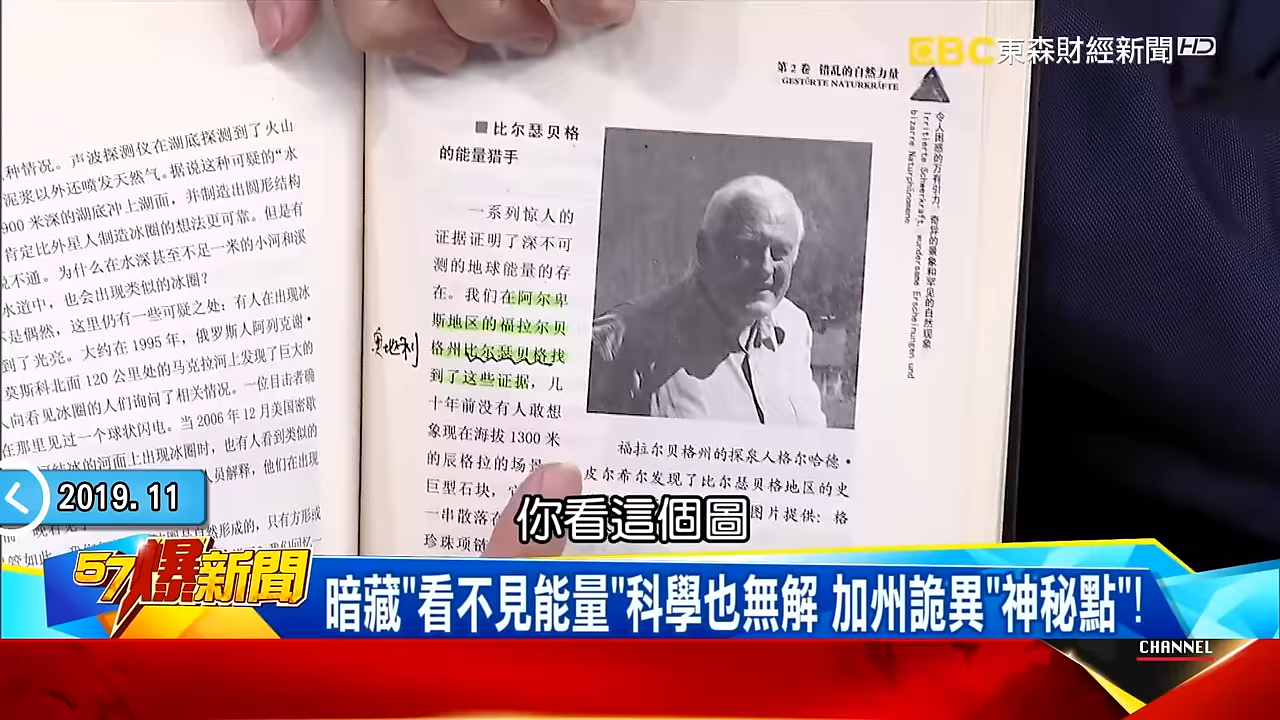 EBC 東森財經新聞 HD
第2卷 错乱的自然力量
GESTÖRTE NATURKRÄFTE
令人困惑的万有引力，奇异的景象和罕见的自然现象
Irritierte Schwerkraft, wundersame Erscheinungen und
bizarre Naturphänomene
种情况。声波探测仪在湖底探测到了火山
泥浆以外还喷发天然气。据说这种可疑的“水
900米深的湖底冲上湖面，并制造出圆形结构
肯定比外星人制造冰圈的想法更可靠。但是有
说不通。为什么在水深甚至不足一米的小河和溪
水道中，也会出现类似的冰圈？
是偶然，这里仍有一些可疑之处：有人在出现冰
到了光亮。大约在1995年，俄罗斯人阿列克谢·
莫斯科北面120公里处的马克拉河上发现了巨大的
人向看见冰圈的人们询问了相关情况。一位目击者确
在那里见过一个球状闪电。当2006年12月美国密歇
结冰的河面上出现冰圈时，也有人看到类似的
人员解释，他们在出现
自然形成的，只有方形或
■比尔瑟贝格
的能量猎手
一系列惊人的
证据证明了深不可
测的地球能量的存
在。我们在阿尔卑
斯地区的福拉尔贝
格州比尔瑟贝格找
到了这些证据，几
十年前没有人敢想
象现在海拔1300米
的辰格拉的场景
巨型石块，
一串散落在
珍珠项链
奧地利
福拉尔贝格州的探泉人格尔哈德·
皮尔希尔发现了比尔瑟贝格地区的史
图片提供：格
2019.11
你看這個圖
57爆新聞
暗藏"看不見能量"科學也無解 加州詭異"神秘點"!
CHANNEL